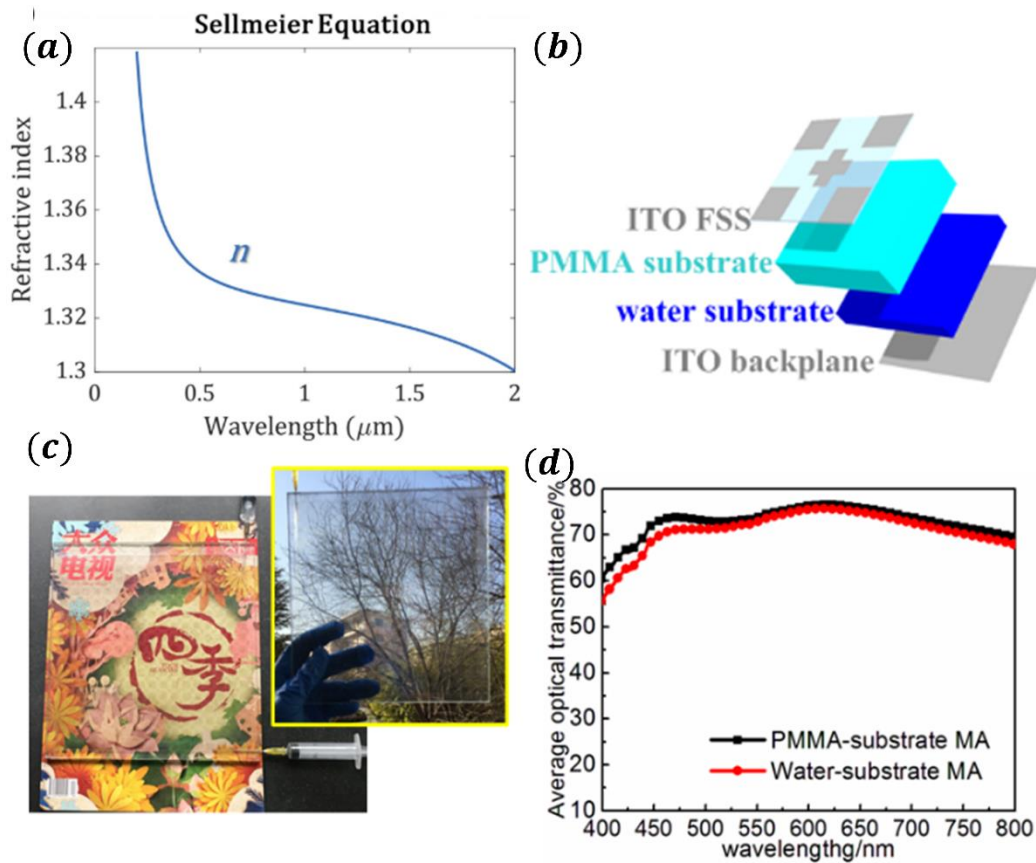 Sellmeier Equation
(a)
Refractive index
1.4
1.38
1.36
1.34
1.32
1.3
n
0
0.5
1
1.5
2
Wavelength (μm)
(b)
ITO FSS
PMMA substrate
water substrate
ITO backplane
(c)
大众
电视
四季
(d)
Average optical transmittance/%
80
70
60
50
40
30
20
10
PMMA-substrate MA
Water-substrate MA
400 450 500 550 600 650 700 750 800
wavelengthg/nm